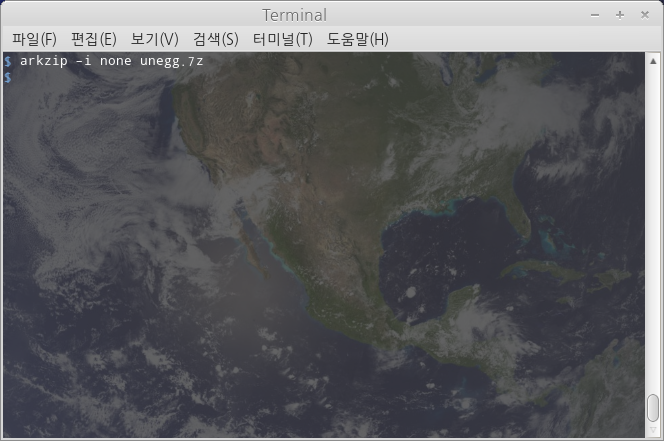 Terminal
파일(F) 편집(E) 보기(V) 검색(S) 터미널(T) 도움말(H)
$ arkzip -i none unegg.7z
$